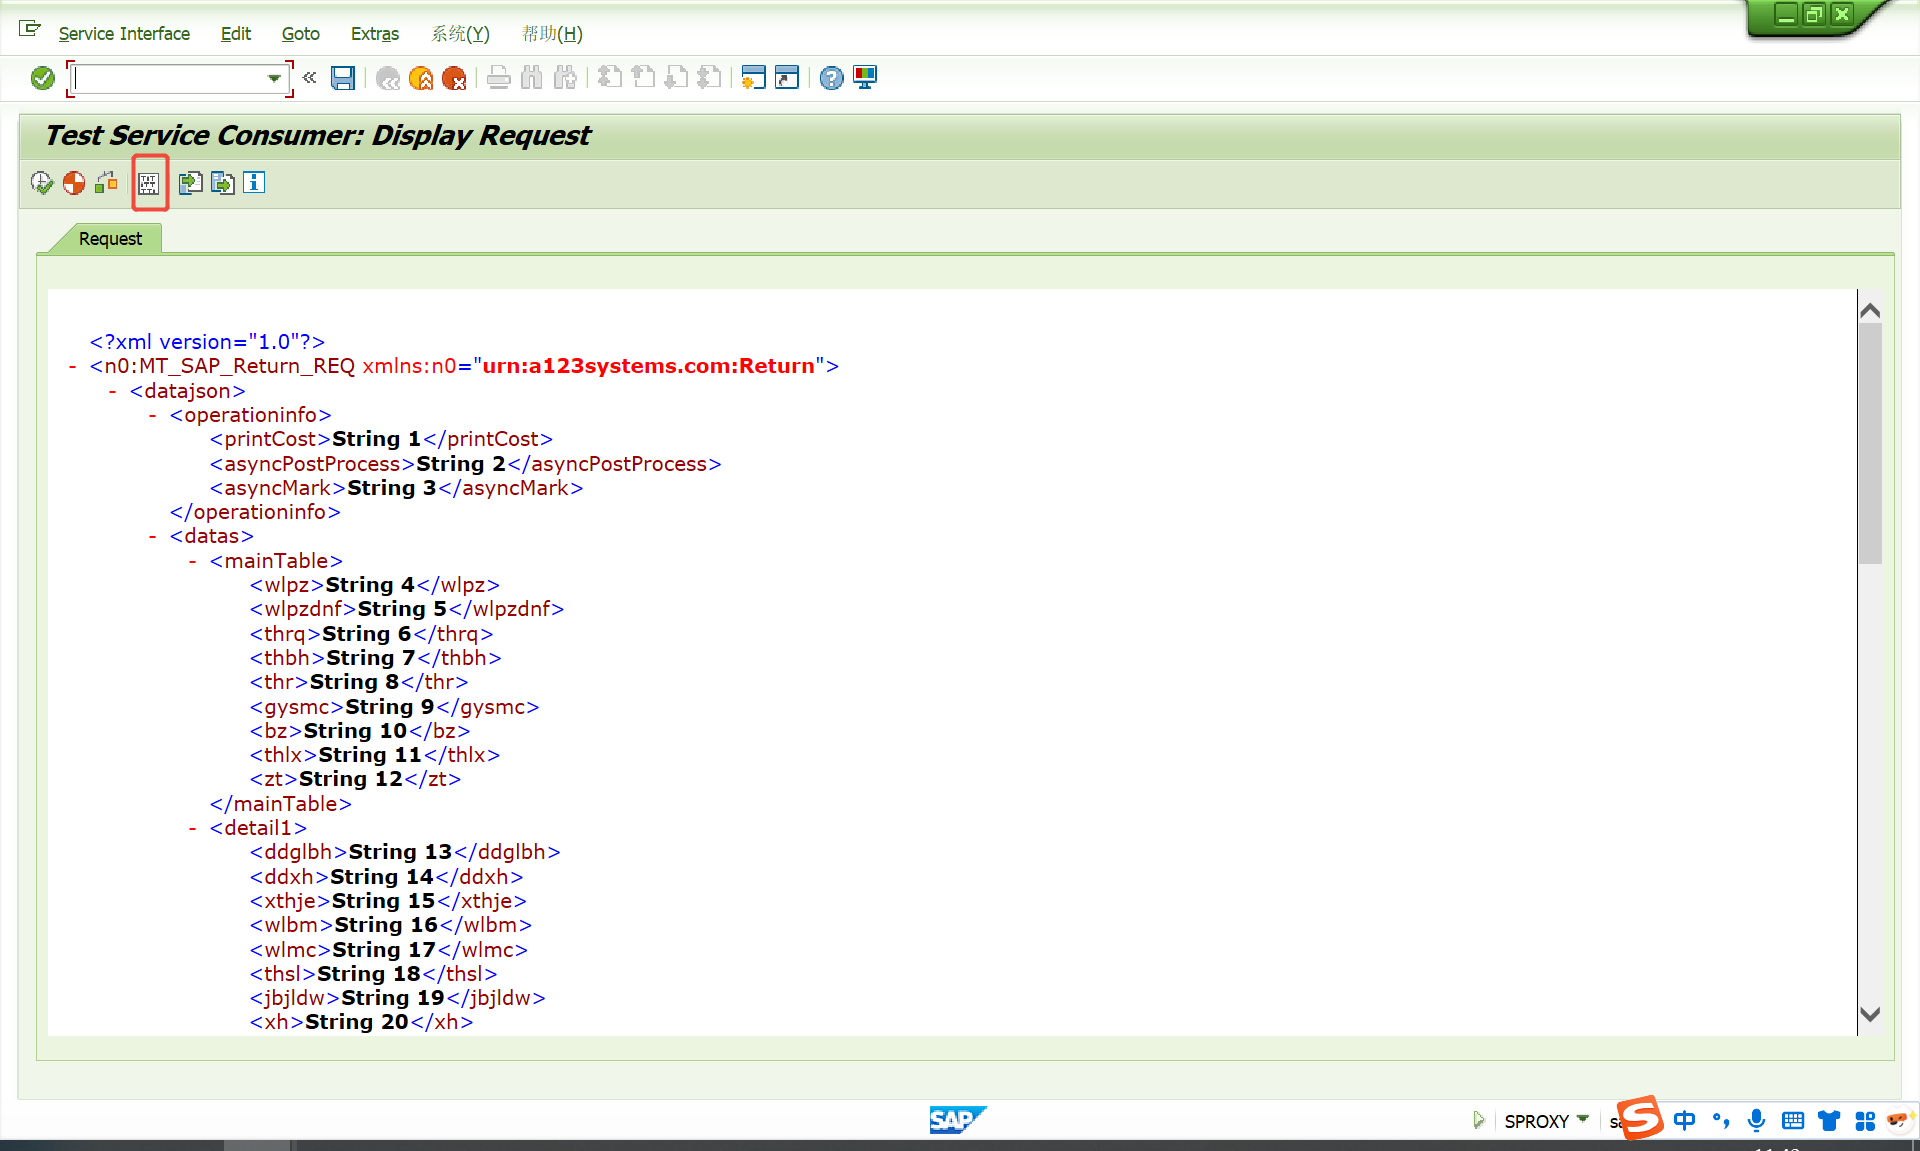 Service Interface Edit Goto Extras 系统(Y) 帮助(H)
Test Service Consumer: Display Request
Request
<?xml version="1.0"?>
- <n0:MT_SAP_Return_REQ xmlns:n0="urn:a123systems.com:Return">
- <datajson>
- <operationinfo>
<printCost>String 1</printCost>
<asyncPostProcess>String 2</asyncPostProcess>
<asyncMark>String 3</asyncMark>
</operationinfo>
- <datas>
- <mainTable>
<wlpz>String 4</wlpz>
<wlpzdnf>String 5</wlpzdnf>
<thrq>String 6</thrq>
<thbh>String 7</thbh>
<thr>String 8</thr>
<gysmc>String 9</gysmc>
<bz>String 10</bz>
<thlx>String 11</thlx>
<zt>String 12</zt>
</mainTable>
- <detail1>
<ddglbh>String 13</ddglbh>
<ddxh>String 14</ddxh>
<xthje>String 15</xthje>
<wlbm>String 16</wlbm>
<wlmc>String 17</wlmc>
<thsl>String 18</thsl>
<jbjldw>String 19</jbjldw>
<xh>String 20</xh>
SAP SPROXY 中